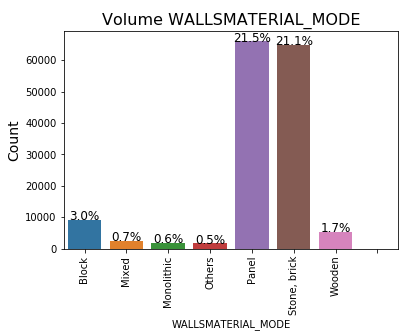 Volume WALLSMATERIAL_MODE
Count
60000
50000
40000
30000
20000
10000
0
3.0%
0.7%
0.6%
0.5%
21.5%
21.1%
1.7%
Block
Mixed
Monolithic
Others
Panel
Stone, brick
Wooden
WALLSMATERIAL_MODE